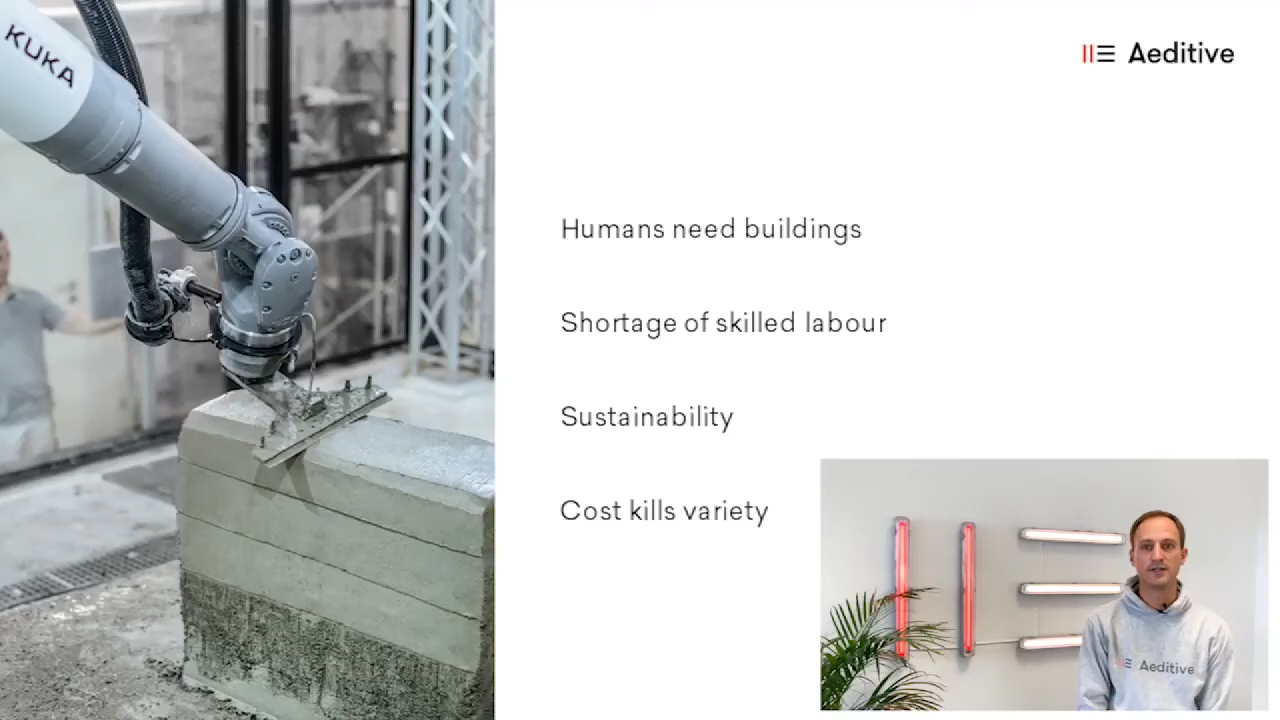 KUKA
Aeditive
Humans need buildings
Shortage of skilled labour
Sustainability
Cost kills variety
Aeditive